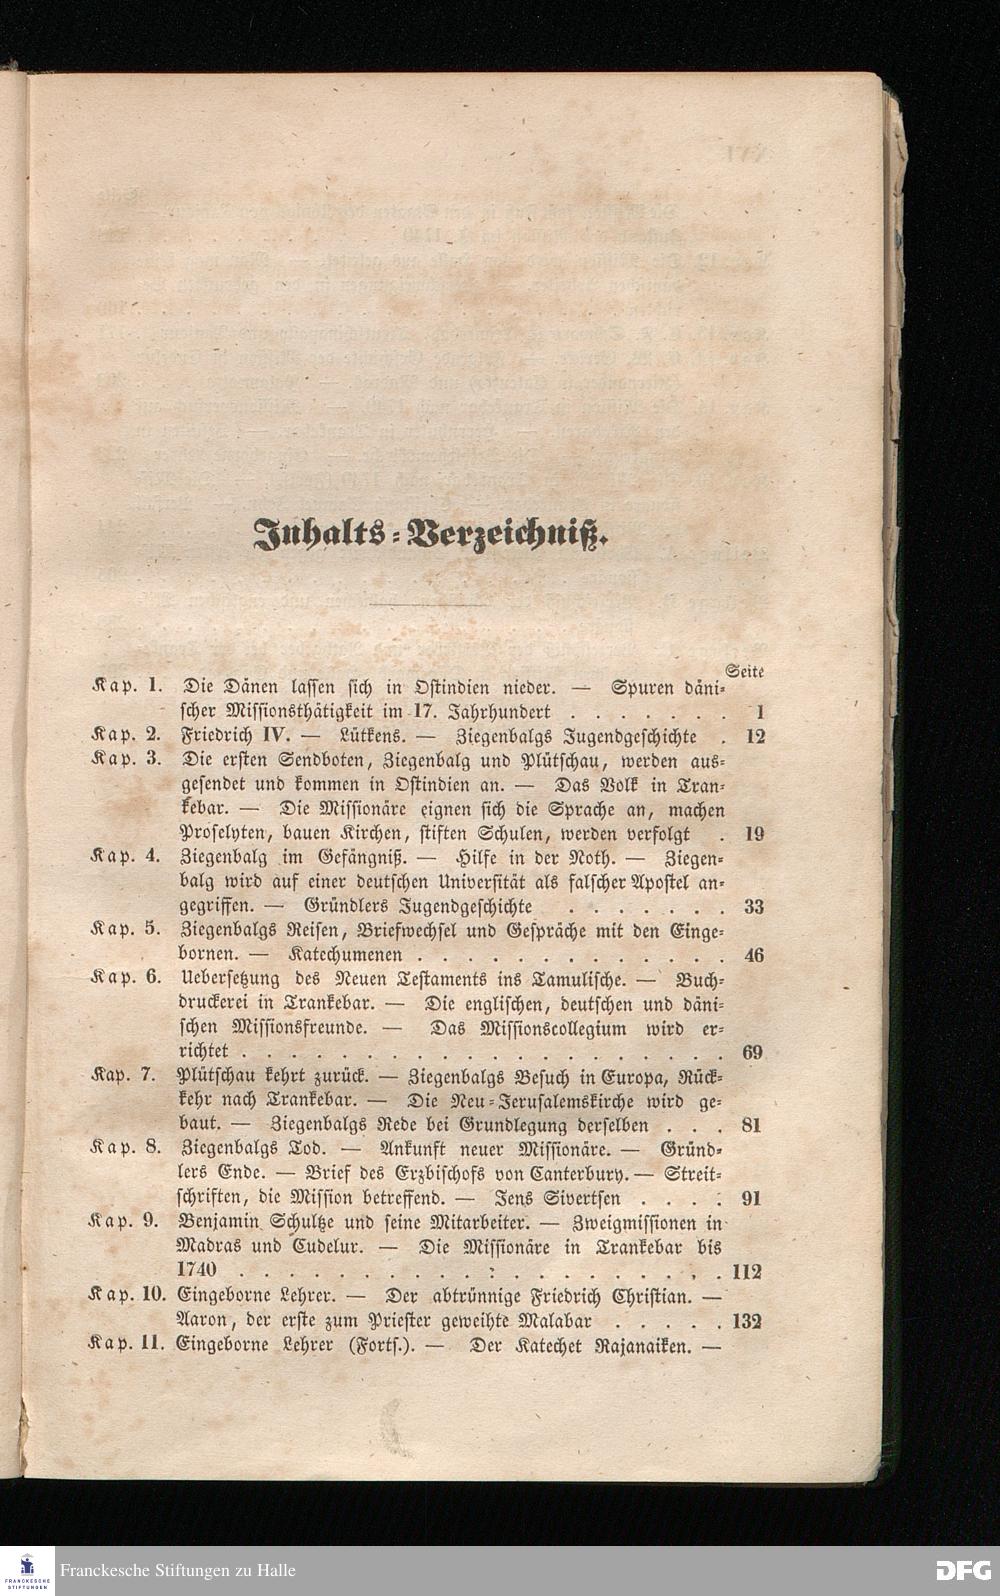 Inhalts-Verzeichniß.
Seite
Kap. 1. Die Dänen lassen sich in Ostindien nieder. — Spuren däni-
scher Missionsthätigkeit im 17. Jahrhundert . . . . . . . 1
Kap. 2. Friedrich IV. — Lütkens. — Ziegenbalgs Jugendgeschichte . 12
Kap. 3. Die ersten Sendboten, Ziegenbalg und Plütschau, werden aus-
gesendet und kommen in Ostindien an. — Das Volk in Tran-
kebar. — Die Missionäre eignen sich die Sprache an, machen
Proselyten, bauen Kirchen, stiften Schulen, werden verfolgt . 19
Kap. 4. Ziegenbalg im Gefängniß. — Hilfe in der Noth. — Ziegen-
balg wird auf einer deutschen Universität als falscher Apostel an-
gegriffen. — Gründlers Jugendgeschichte . . . . . . . 33
Kap. 5. Ziegenbalgs Reisen, Briefwechsel und Gespräche mit den Einge-
bornen. — Katechumenen . . . . . . . . . . . . . 46
Kap. 6. Uebersetzung des Neuen Testaments ins Tamulische. — Buch-
druckerei in Trankebar. — Die englischen, deutschen und däni-
schen Missionsfreunde. — Das Missionscollegium wird er-
richtet . . . . . . . . . . . . . . . . . . . . 69
Kap. 7. Plütschau kehrt zurück. — Ziegenbalgs Besuch in Europa, Rück-
kehr nach Trankebar. — Die Neu-Jerusalemskirche wird ge-
baut. — Ziegenbalgs Rede bei Grundlegung derselben . . . 81
Kap. 8. Ziegenbalgs Tod. — Ankunft neuer Missionäre. — Gründ-
lers Ende. — Brief des Erzbischofs von Canterbury. — Streit-
schriften, die Mission betreffend. — Jens Sivertsen . . . . 91
Kap. 9. Benjamin Schultze und seine Mitarbeiter. — Zweigmissionen in
Madras und Cudelur. — Die Missionäre in Trankebar bis
1740 . . . . . . . . . . . . . . . . . . . . 112
Kap. 10. Eingeborne Lehrer. — Der abtrünnige Friedrich Christian. —
Aaron, der erste zum Priester geweihte Malabar . . . . . 132
Kap. 11. Eingeborne Lehrer (Forts.). — Der Katechet Rajanaiken. —
FRANCKESCHE
STIFTUNGEN
Franckesche Stiftungen zu Halle
DFG